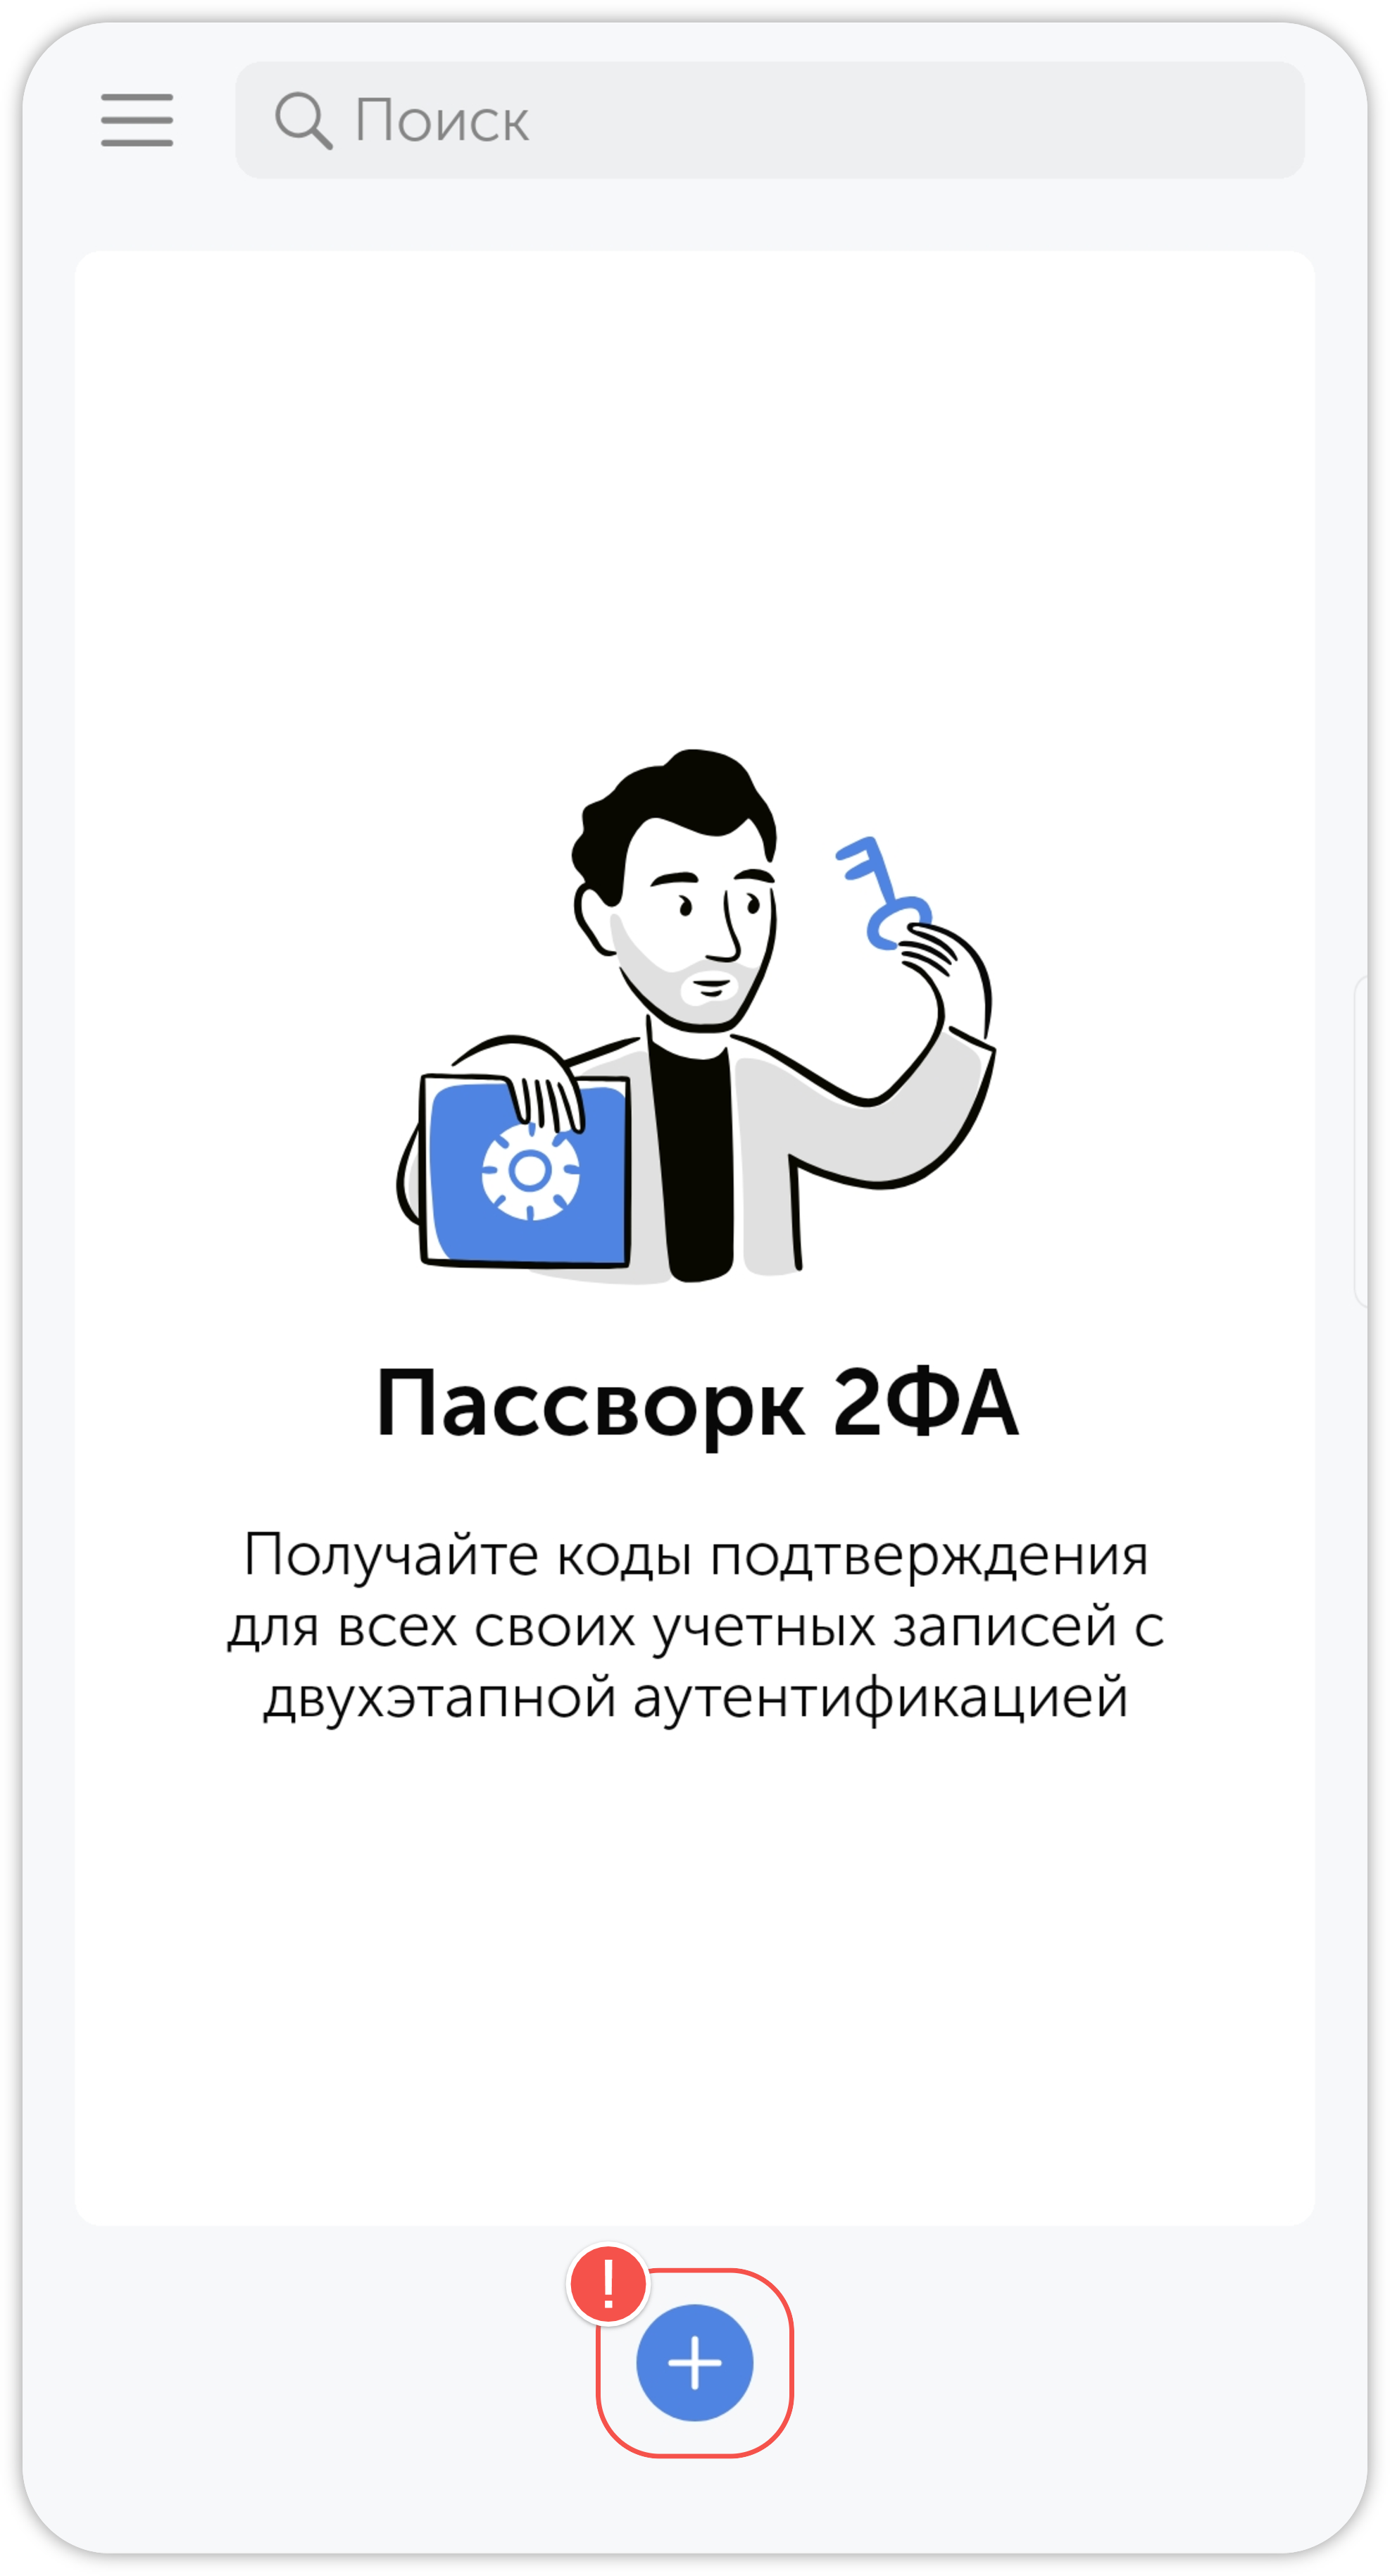 Поиск
Пассворк 2ФА
Получайте коды подтверждения
для всех своих учетных записей с
двухэтапной аутентификацией
!